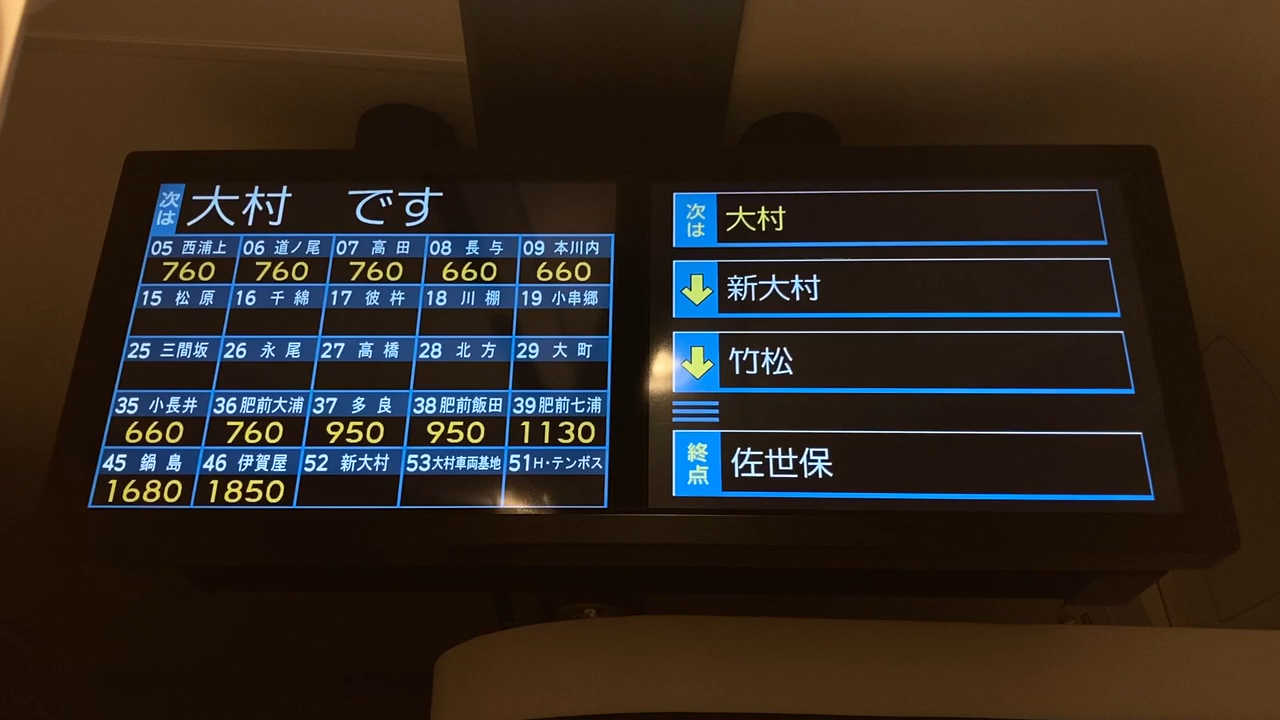 次は 大村 です
05 西浦上 06 道ノ尾 07 高田 08 長与 09 本川内
760 760 760 660 660
15 松原 16 千綿 17 彼杵 18 川棚 19 小串郷
25 三間坂 26 永尾 27 高橋 28 北方 29 大町
35 小長井 36 肥前大浦 37 多良 38 肥前飯田 39 肥前七浦
660 760 950 950 1130
45 鍋島 46 伊賀屋 52 新大村 53 大村車両基地 51 H・テンボス
1680 1850
次は 大村
新大村
竹松
終点 佐世保